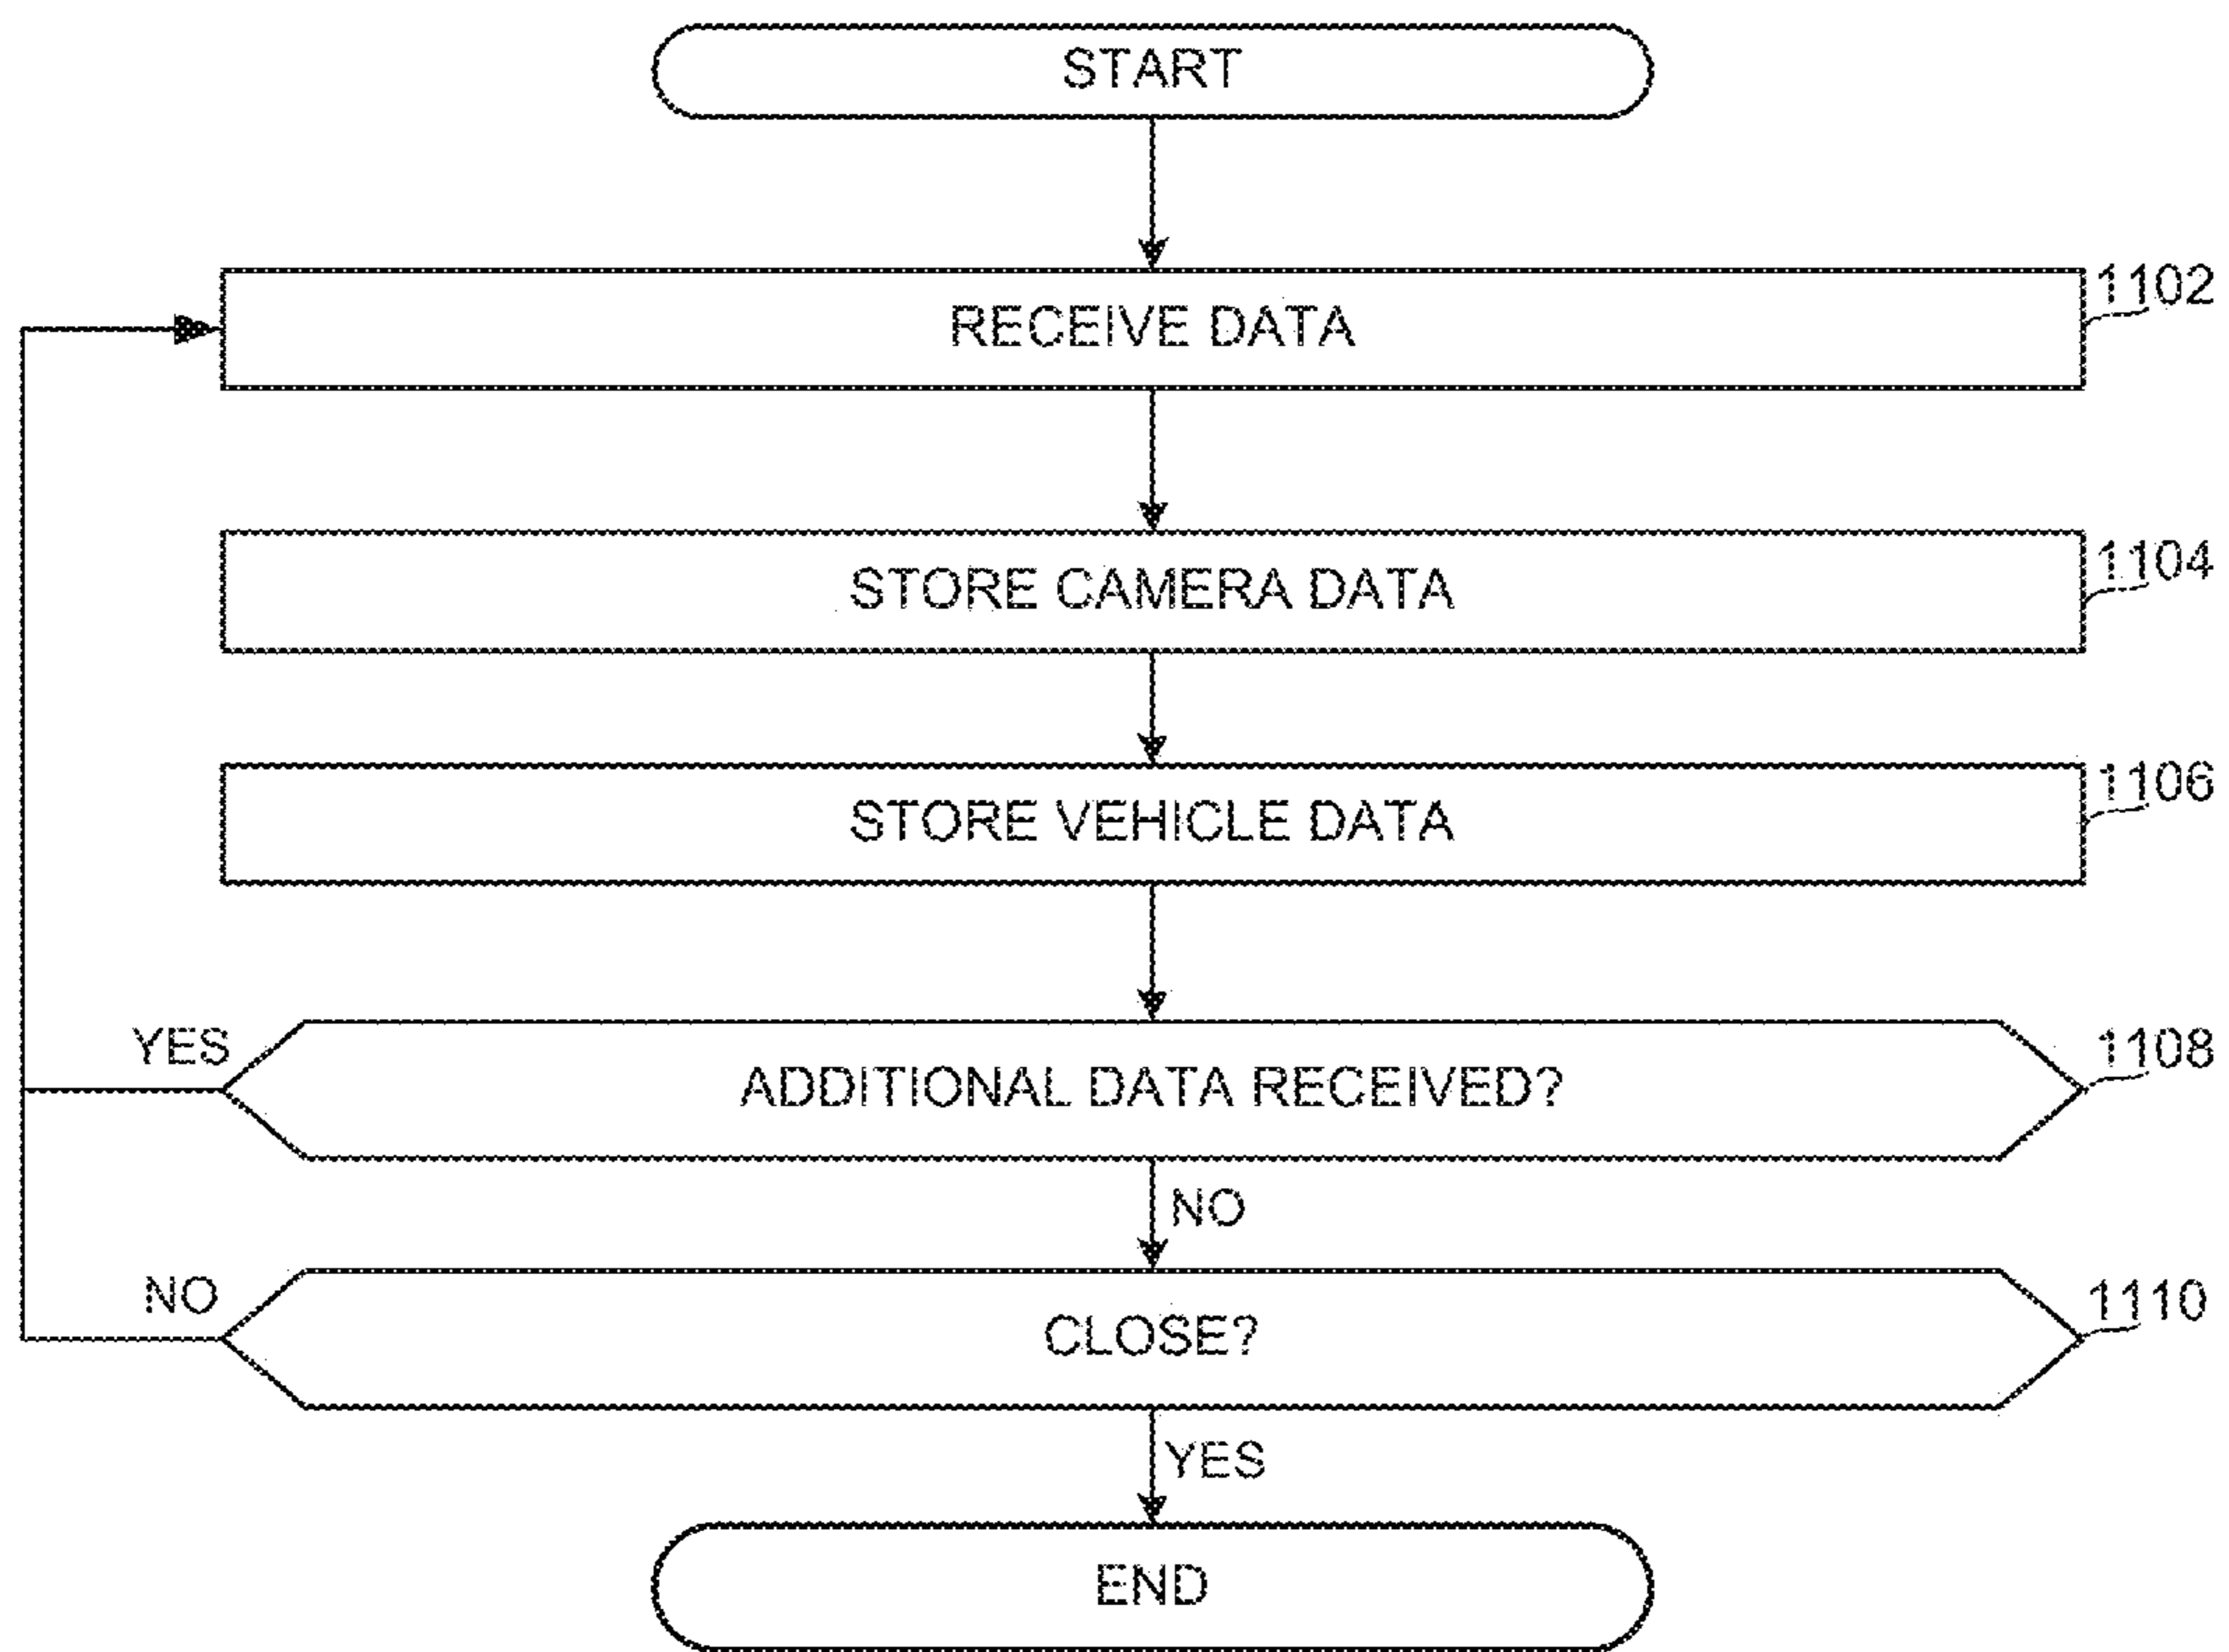 START
RECEIVE DATA
1102
STORE CAMERA DATA
1104
STORE VEHICLE DATA
1106
YES
ADDITIONAL DATA RECEIVED?
1108
NO
NO
CLOSE?
1110
YES
END